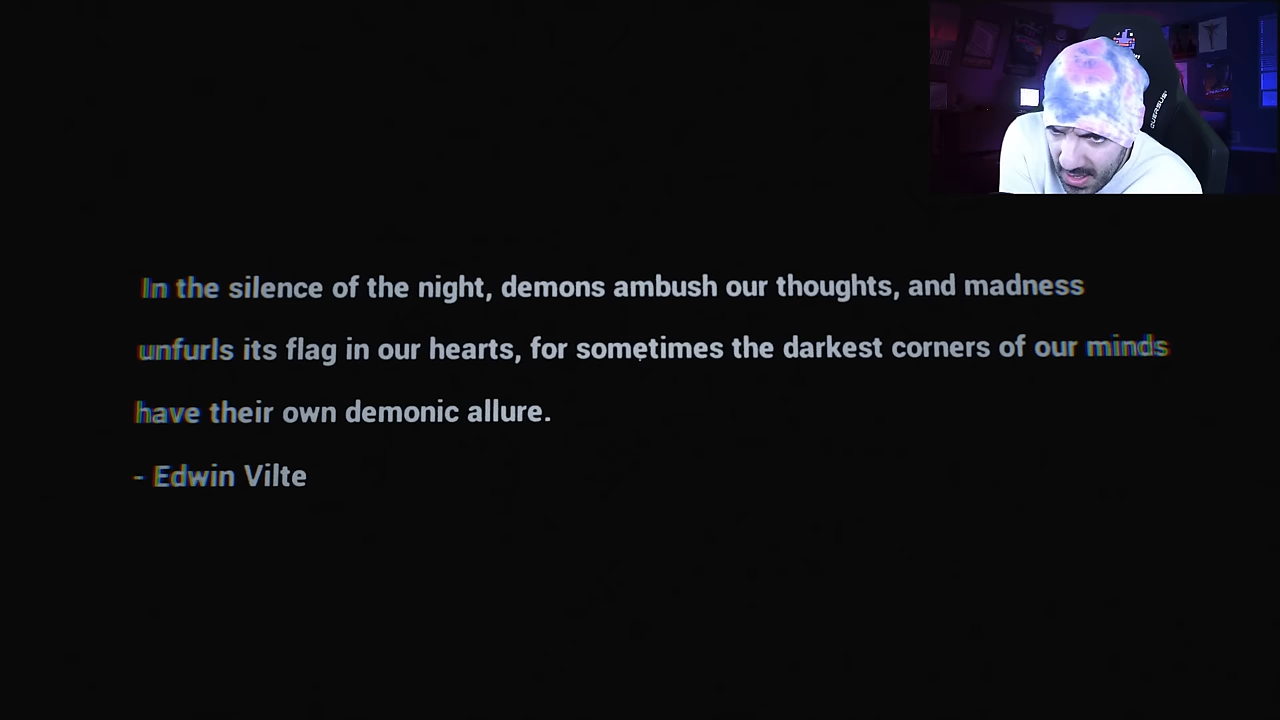 In the silence of the night, demons ambush our thoughts, and madness
unfurls its flag in our hearts, for sometimes the darkest corners of our minds
have their own demonic allure.
- Edwin Vilte